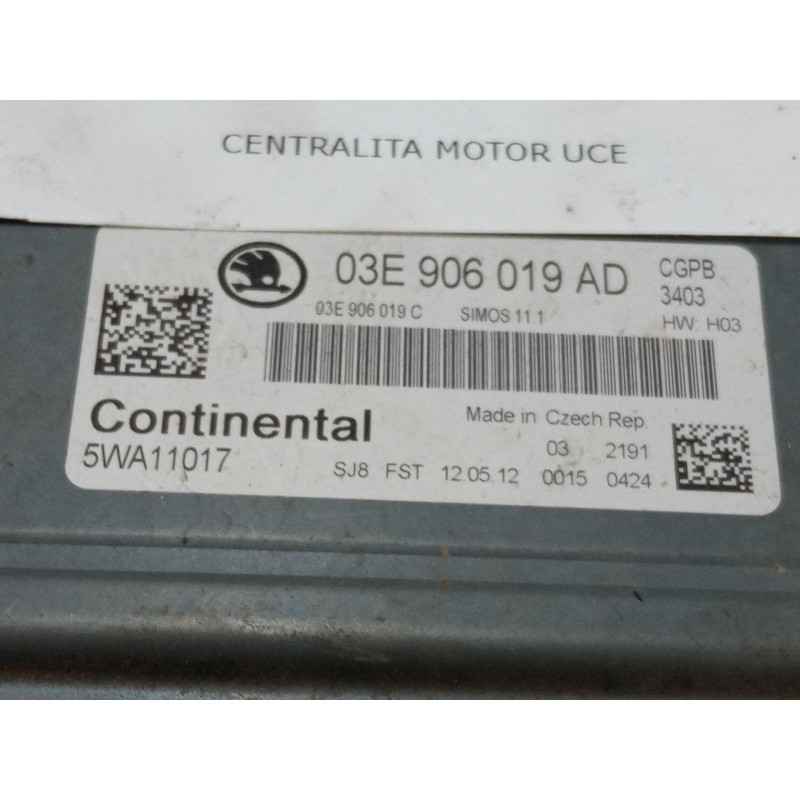 CENTRALITA MOTOR UCE
03E 906 019 AD
CGPB
3403
03E 906 019 C SIMOS 11.1
HW: H03
Continental
Made in Czech Rep.
5WA11017
03 2191
SJ8 FST 12.05.12 0015 0424